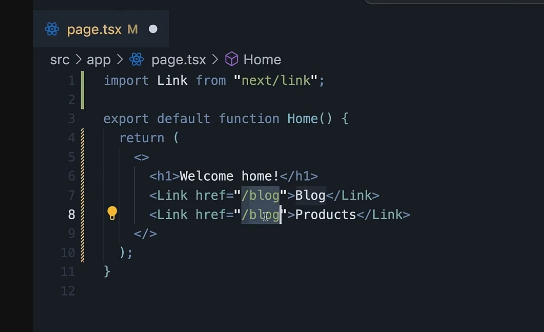 page.tsx M
src > app > page.tsx > Home
1 import Link from "next/link";
2
3 export default function Home() {
4 return (
5 <>
6 <h1>Welcome home!</h1>
7 <Link href="/blog">Blog</Link>
8 <Link href="/blog">Products</Link>
9 </>
10 );
11 }
12